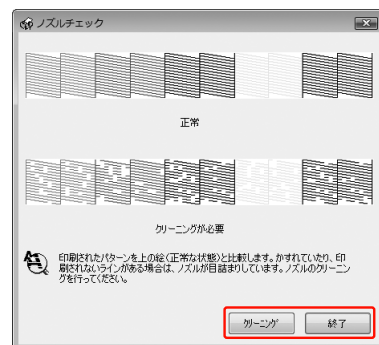 ノズルチェック
正常
クリーニングが必要
印刷されたパターンを上の絵(正常な状態)と比較します。かすれていたり、印
刷されないラインがある場合は、ノズルが目詰まりしています。ノズルのクリーニン
グを行ってください。
クリーニング
終了